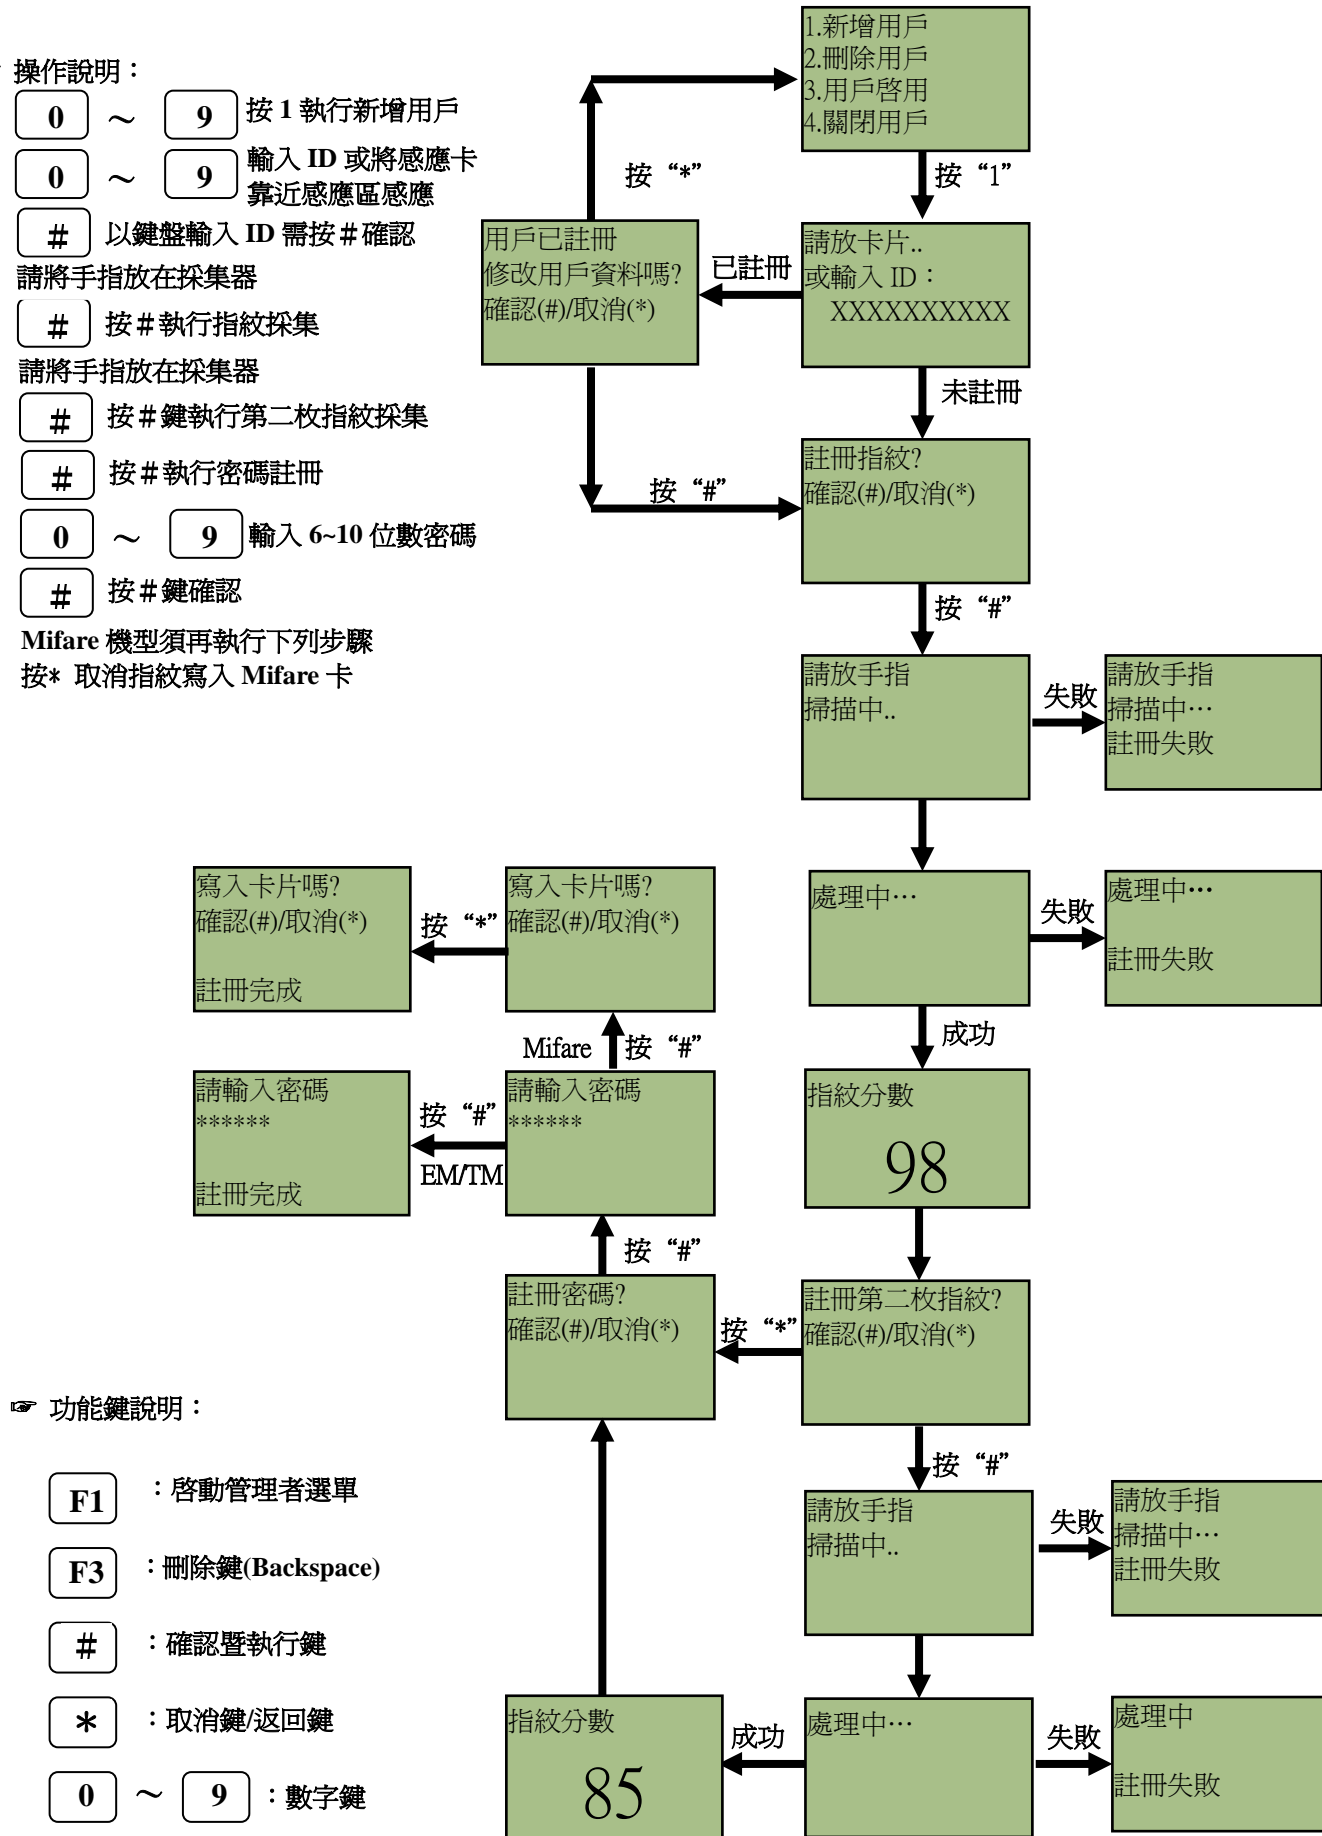 操作說明：
0 ～ 9 按 1 執行新增用戶
0 ～ 9 輸入 ID 或將感應卡
靠近感應區感應
# 以鍵盤輸入 ID 需按＃確認
請將手指放在採集器
# 按＃執行指紋採集
請將手指放在採集器
# 按＃鍵執行第二枚指紋採集
# 按＃執行密碼註冊
0 ～ 9 輸入 6~10 位數密碼
# 按＃鍵確認
Mifare 機型須再執行下列步驟
按* 取消指紋寫入 Mifare 卡
1.新增用戶
2.刪除用戶
3.用戶啓用
4.關閉用戶
按 “*”
按 “1”
用戶已註冊
修改用戶資料嗎?
確認(#)/取消(*)
已註冊
請放卡片..
或輸入 ID：
XXXXXXXXXX
未註冊
按 “#”
註冊指紋?
確認(#)/取消(*)
按 “#”
請放手指
掃描中..
失敗
請放手指
掃描中…
註冊失敗
處理中…
失敗
處理中…
註冊失敗
成功
寫入卡片嗎?
確認(#)/取消(*)
註冊完成
按 “*”
寫入卡片嗎?
確認(#)/取消(*)
Mifare
按 “#”
請輸入密碼
******
註冊完成
按 “#”
EM/TM
請輸入密碼
******
指紋分數
98
按 “#”
註冊密碼?
確認(#)/取消(*)
按 “*”
註冊第二枚指紋?
確認(#)/取消(*)
按 “#”
請放手指
掃描中..
失敗
請放手指
掃描中…
註冊失敗
指紋分數
85
成功
處理中…
失敗
處理中
註冊失敗
☞ 功能鍵說明：
F1 ：啓動管理者選單
F3 ：刪除鍵(Backspace)
# ：確認暨執行鍵
* ：取消鍵/返回鍵
0 ～ 9 ：數字鍵